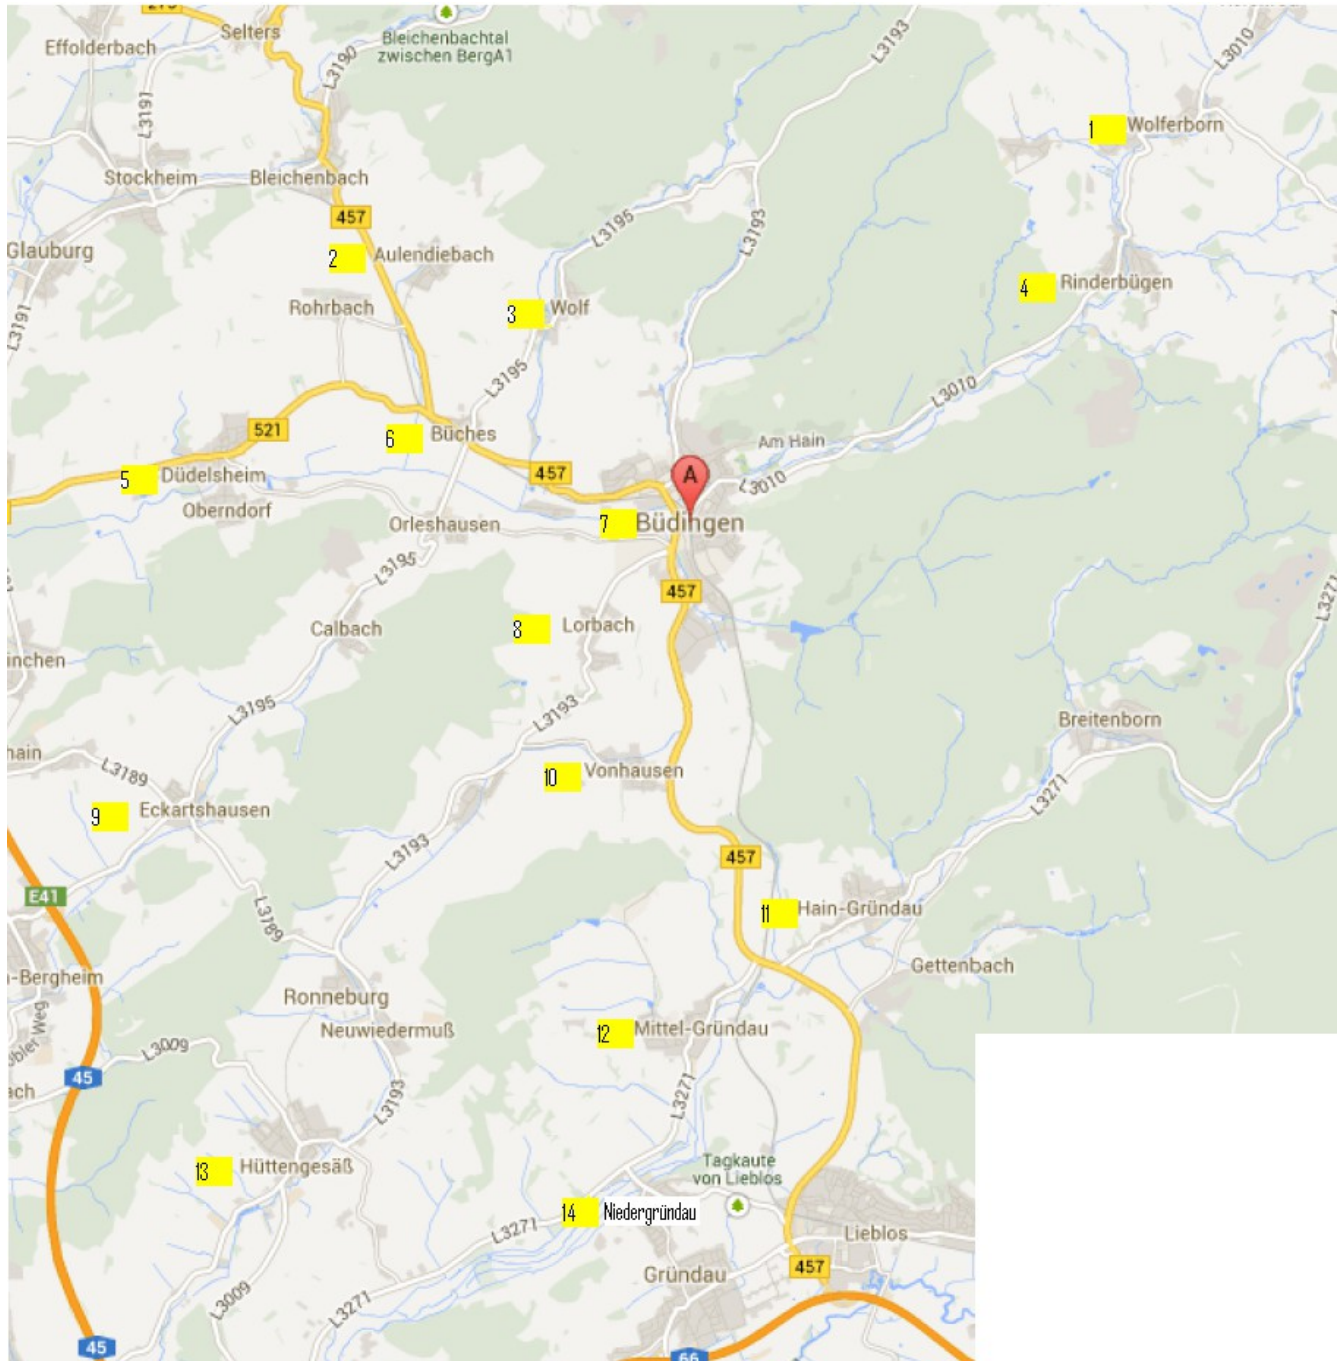 Selters
L3010
Effolderbach
Bleichenbachtal
zwischen BergA1
L3190
L3193
L3191
1 Wolferborn
Stockheim
Bleichenbach
457
L3195
L3193
Glauburg
2 Aulendiebach
Rohrbach
3 Wolf
4 Rinderbügen
L3191
L3195
L3010
521
6 Büches
Am Hain
5 Düdelsheim
457
A
L3010
Oberndorf
Orleshausen
7 Büdingen
L3195
457
L3271
8 Lorbach
Calbach
L3195
L3193
Breitenborn
hain
L3189
10 Vonhausen
L3271
9 Eckartshausen
L3193
457
E41
L3189
11 Hain-Gründau
Gettenbach
-Bergheim
Ronneburg
Neuwiedermuß
12 Mittel-Gründau
L3009
45
L3193
L3271
13 Hüttengesäß
Tagkaute
von Lieblos
14 Niedergründau
L3271
Lieblos
457
Gründau
L3009
L3271
45
66